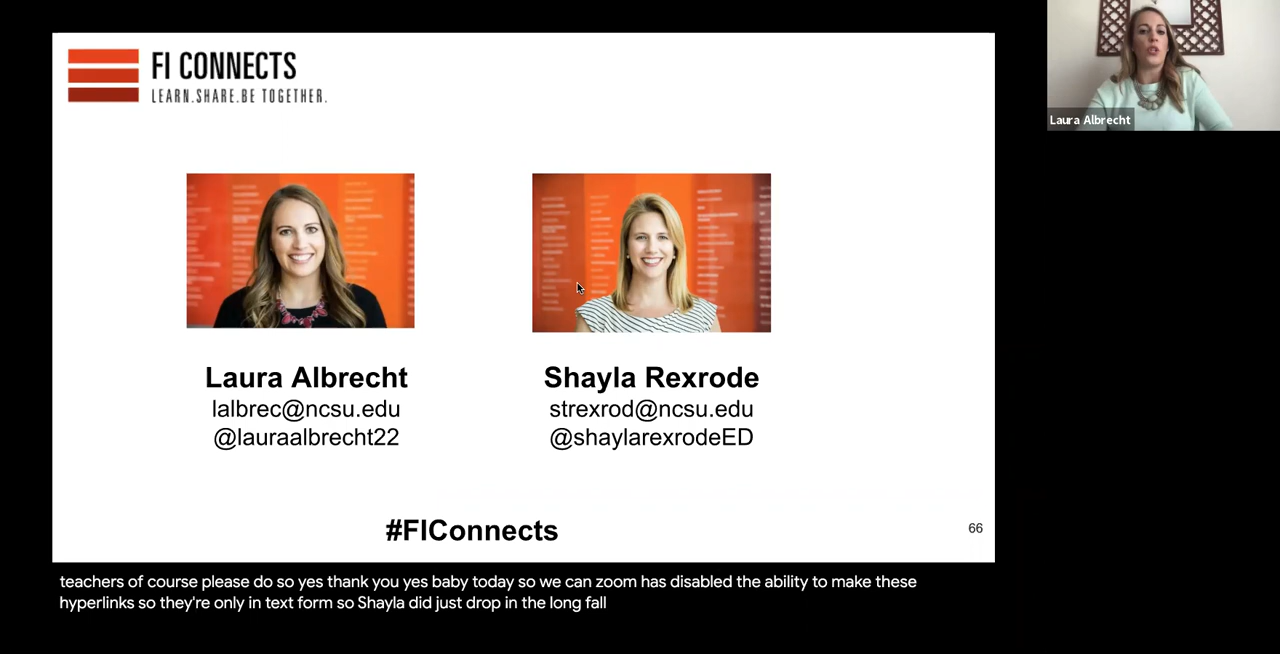 FI CONNECTS
LEARN.SHARE.BE TOGETHER.
Laura Albrecht
Laura Albrecht
lalbrec@ncsu.edu
@lauraalbrecht22
Shayla Rexrode
strexrod@ncsu.edu
@shaylarexrodeED
#FIConnects
66
teachers of course please do so yes thank you yes baby today so we can zoom has disabled the ability to make these
hyperlinks so they're only in text form so Shayla did just drop in the long fall